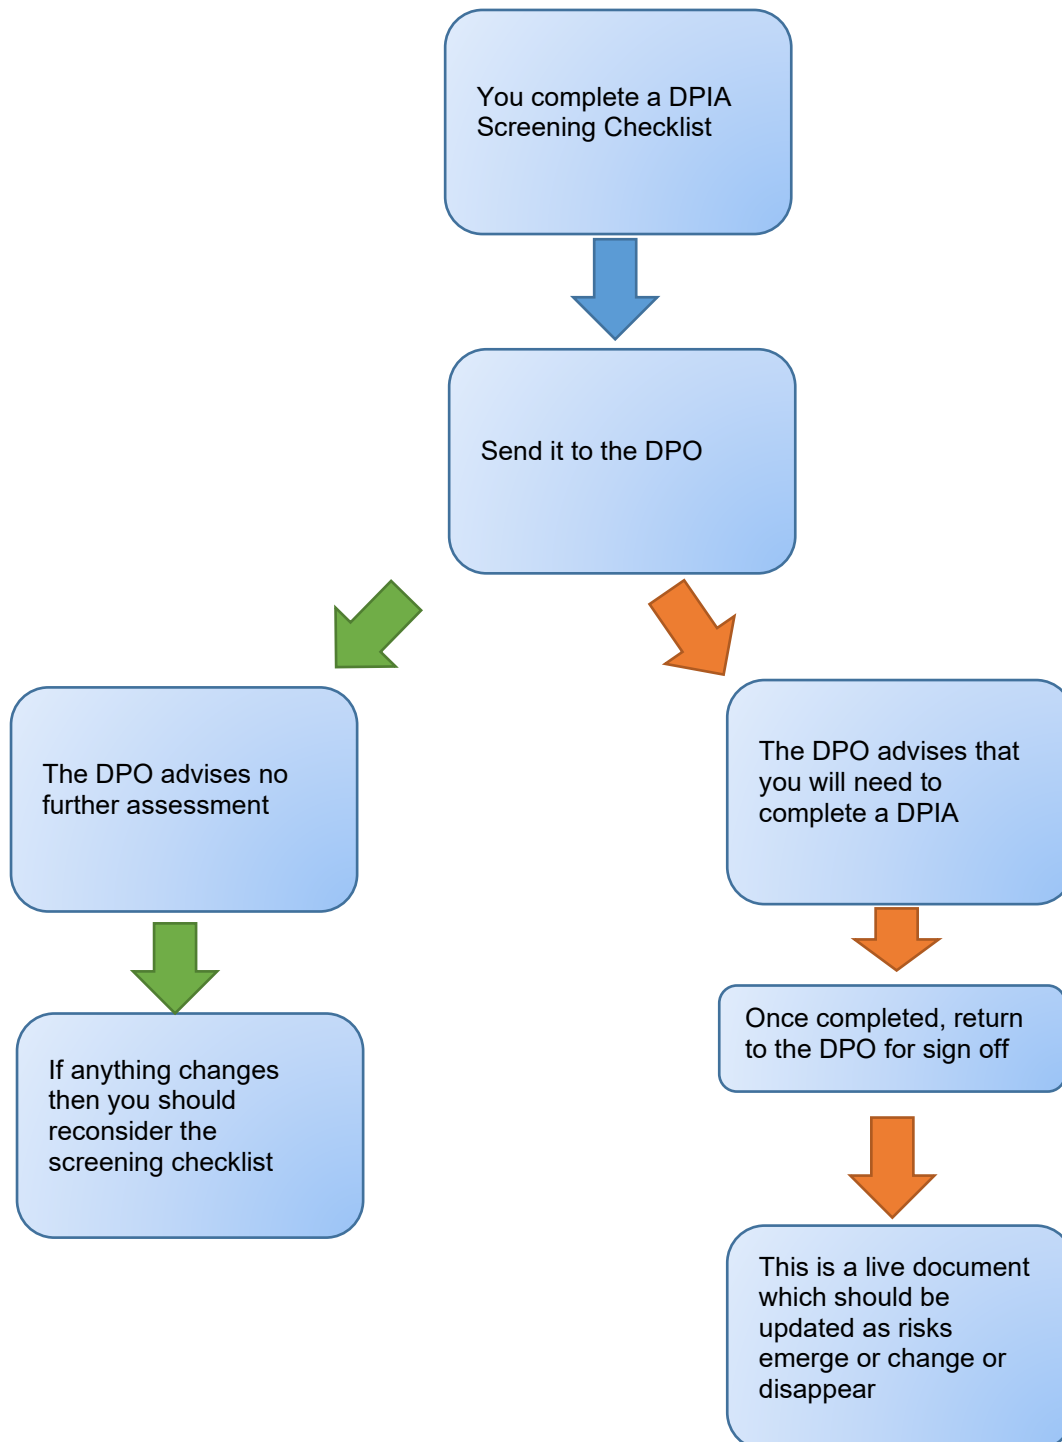 You complete a DPIA
Screening Checklist
Send it to the DPO
The DPO advises no
further assessment
The DPO advises that
you will need to
complete a DPIA
Once completed, return
to the DPO for sign off
If anything changes
then you should
reconsider the
screening checklist
This is a live document
which should be
updated as risks
emerge or change or
disappear